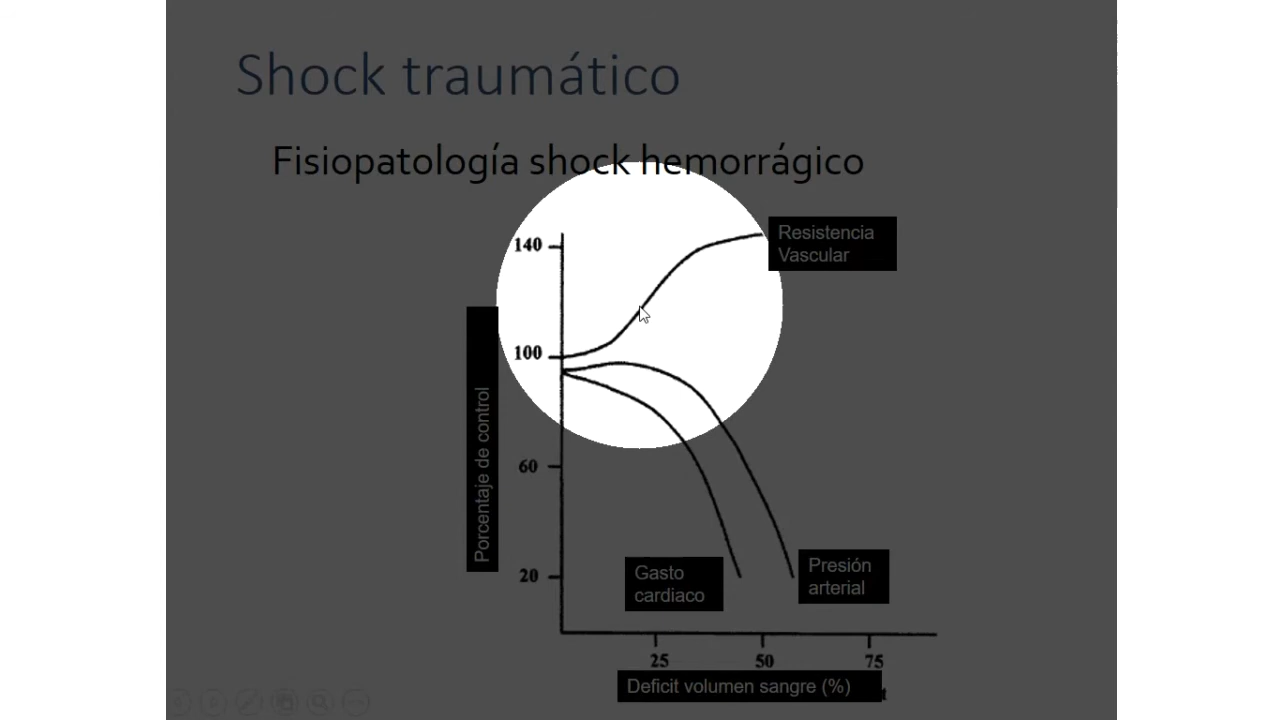 Shock traumático
Fisiopatología shock hemorrágico
Resistencia
Vascular
140
100
60
20
Porcentaje de control
Gasto
cardiaco
Presión
arterial
25
50
75
Deficit volumen sangre (%)
t